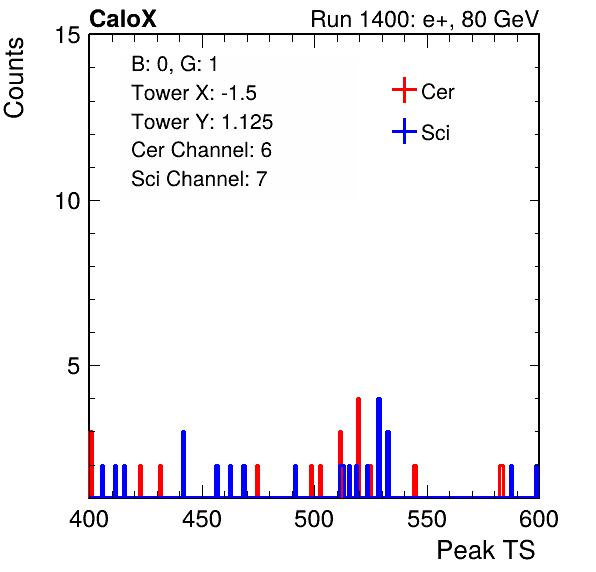 CaloX Run 1400: e+, 80 GeV
Counts
15
10
5
B: 0, G: 1
Tower X: -1.5
Tower Y: 1.125
Cer Channel: 6
Sci Channel: 7
Cer
Sci
400 450 500 550 600
Peak TS